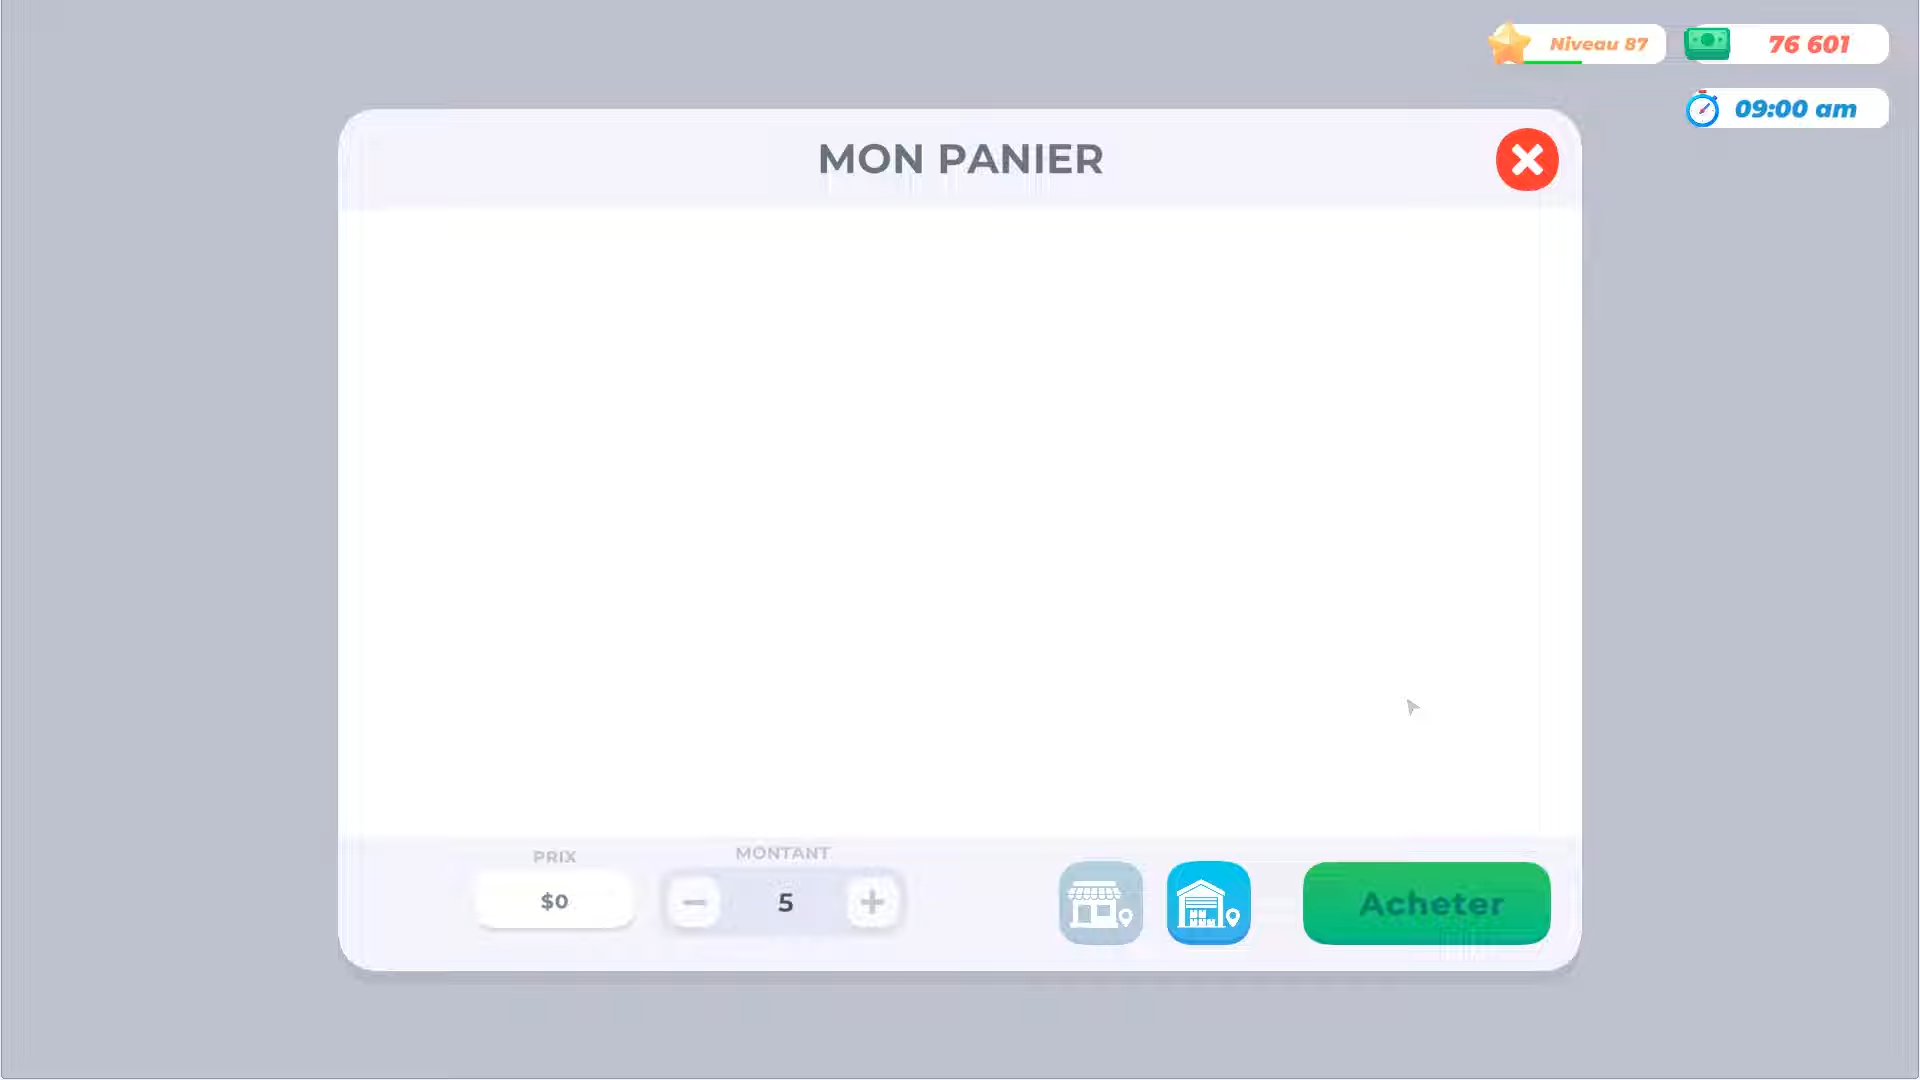 Niveau 87
76 601
09:00 am
MON PANIER
PRIX
MONTANT
$0
5
Acheter